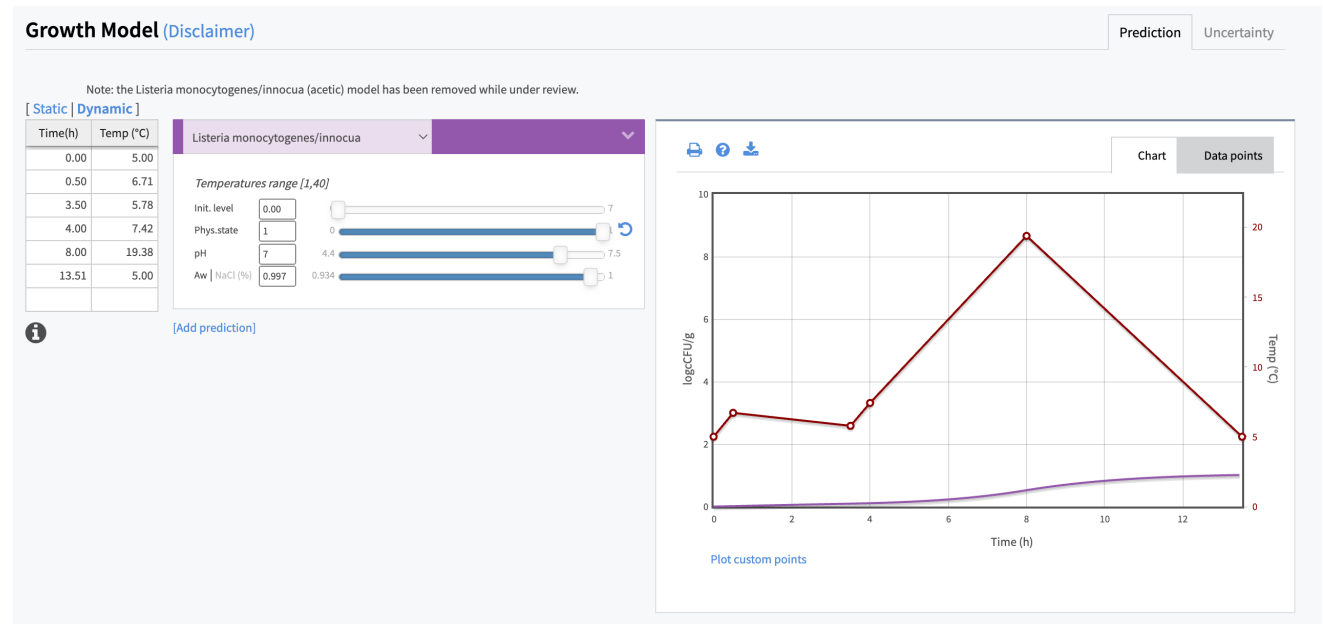 Growth Model (Disclaimer)
Prediction
Uncertainty
Note: the Listeria monocytogenes/innocua (acetic) model has been removed while under review.
[ Static | Dynamic ]
Time(h) Temp (°C)
0.00 5.00
0.50 6.71
3.50 5.78
4.00 7.42
8.00 19.38
13.51 5.00
Listeria monocytogenes/innocua
Temperatures range [1,40]
Init. level 0.00 7
Phys.state 1 0 1
pH 7 4.4 7.5
Aw | NaCl (%) 0.997 0.934 1
[Add prediction]
Chart
Data points
10
8
6
4
2
0
logcCFU/g
20
15
10
5
0
Temp (°C)
0 2 4 6 8 10 12
Time (h)
Plot custom points